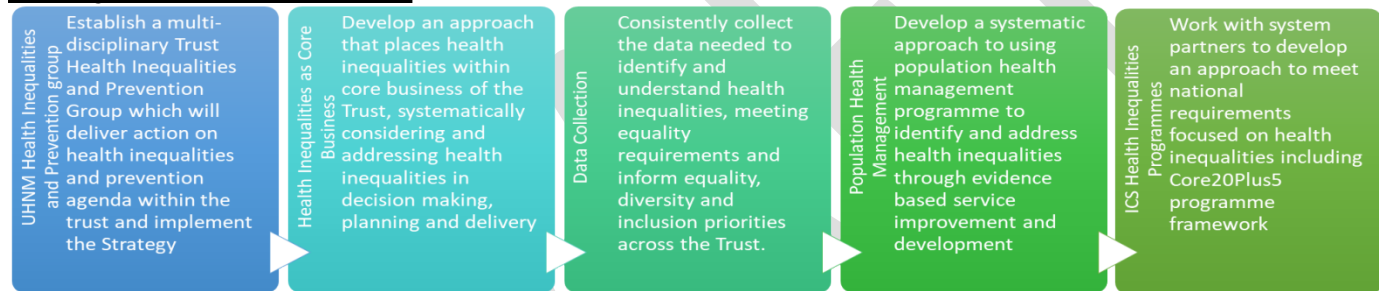 UHNM Health Inequalities
and Prevention group
Establish a multi-
disciplinary Trust
Health Inequalities
and Prevention
Group which will
deliver action on
health inequalities
and prevention
agenda within the
trust and implement
the Strategy
Health Inequalities as Core
Business
Develop an approach
that places health
inequalities within
core business of the
Trust, systematically
considering and
addressing health
inequalities in
decision making,
planning and delivery
Data Collection
Consistently collect
the data needed to
identify and
understand health
inequalities, meeting
equality
requirements and
inform equality,
diversity and
inclusion priorities
across the Trust.
Population Health
Management
Develop a systematic
approach to using
population health
management
programme to
identify and address
health inequalities
through evidence
based service
improvement and
development
ICS Health Inequalities
Programmes
Work with system
partners to develop
an approach to meet
national
requirements
focused on health
inequalities including
Core20Plus5
programme
framework